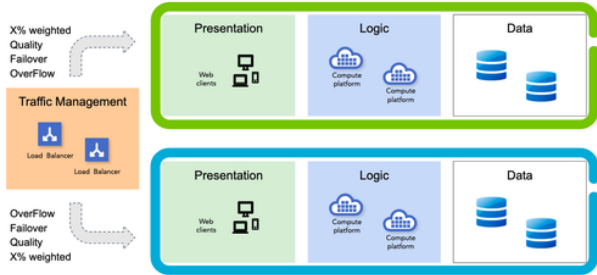 X% weighted
Quality
Failover
OverFlow
Traffic Management
Load Balancer
Load Balancer
OverFlow
Failover
Quality
X% weighted
Presentation
Web
clients
Logic
Compute
platform
Compute
platform
Data
Presentation
Web
clients
Logic
Compute
platform
Compute
platform
Data